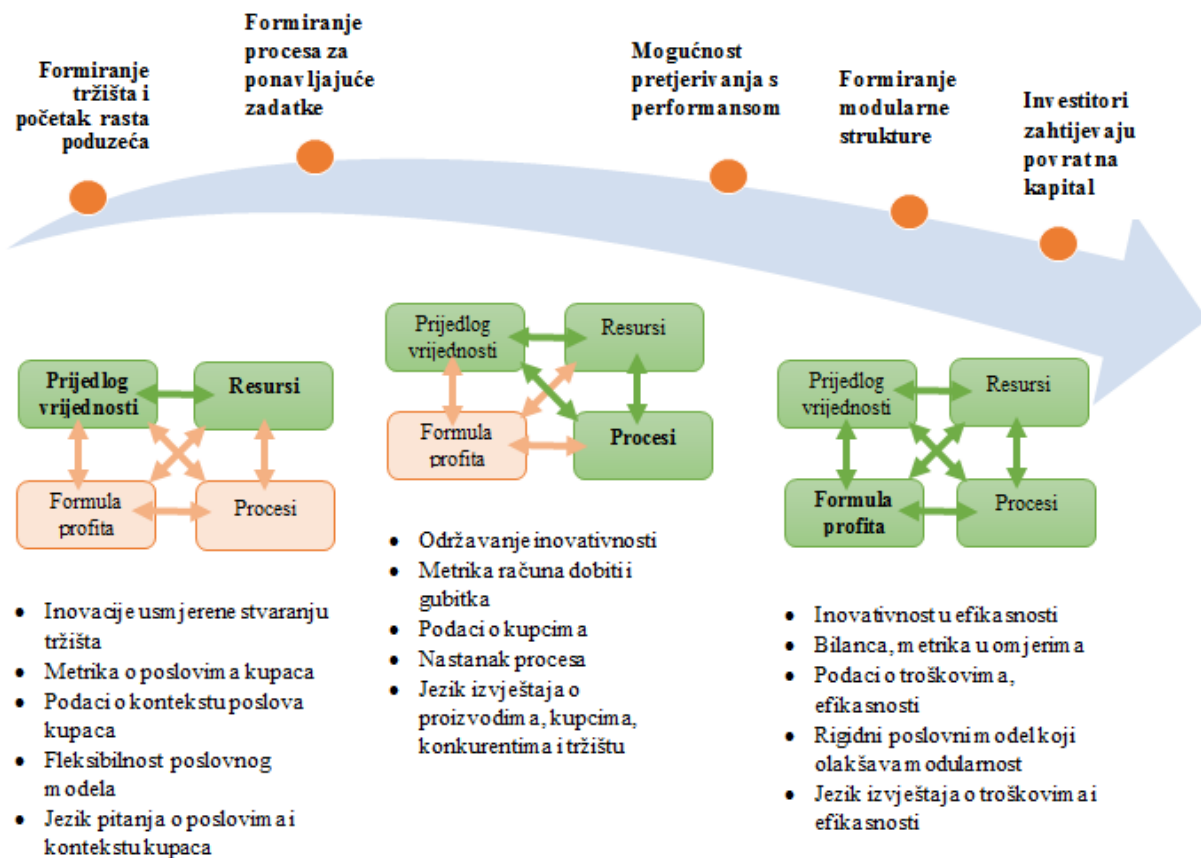 Formiranje
tržišta i
početak rasta
poduzeća
Formiranje
procesa za
ponavljajuće
zadatke
Mogućnost
pretjerivanja s
performansom
Formiranje
modularne
strukture
Investitori
zahtijevaju
povrat na
kapital
Prijedlog
vrijednosti
Resursi
Formula
profita
Procesi
Prijedlog
vrijednosti
Resursi
Formula
profita
Procesi
Prijedlog
vrijednosti
Resursi
Formula
profita
Procesi
• Inovacije usmjerene stvaranju
tržišta
• Metrika o poslovima kupaca
• Podaci o kontekstu poslova
kupaca
• Fleksibilnost poslovnog
modela
• Jezik pitanja o poslovima i
kontekstu kupaca
• Održavanje inovativnosti
• Metrika računa dobiti i
gubitka
• Podaci o kupcima
• Nastanak procesa
• Jezik izvještaja o
proizvodima, kupcima,
konkurentima i tržištu
• Inovativnost u efikasnosti
• Bilanca, metrika u omjerima
• Podaci o troškovima,
efikasnosti
• Rigidni poslovni model koji
olakšava modularnost
• Jezik izvještaja o troškovima i
efikasnosti